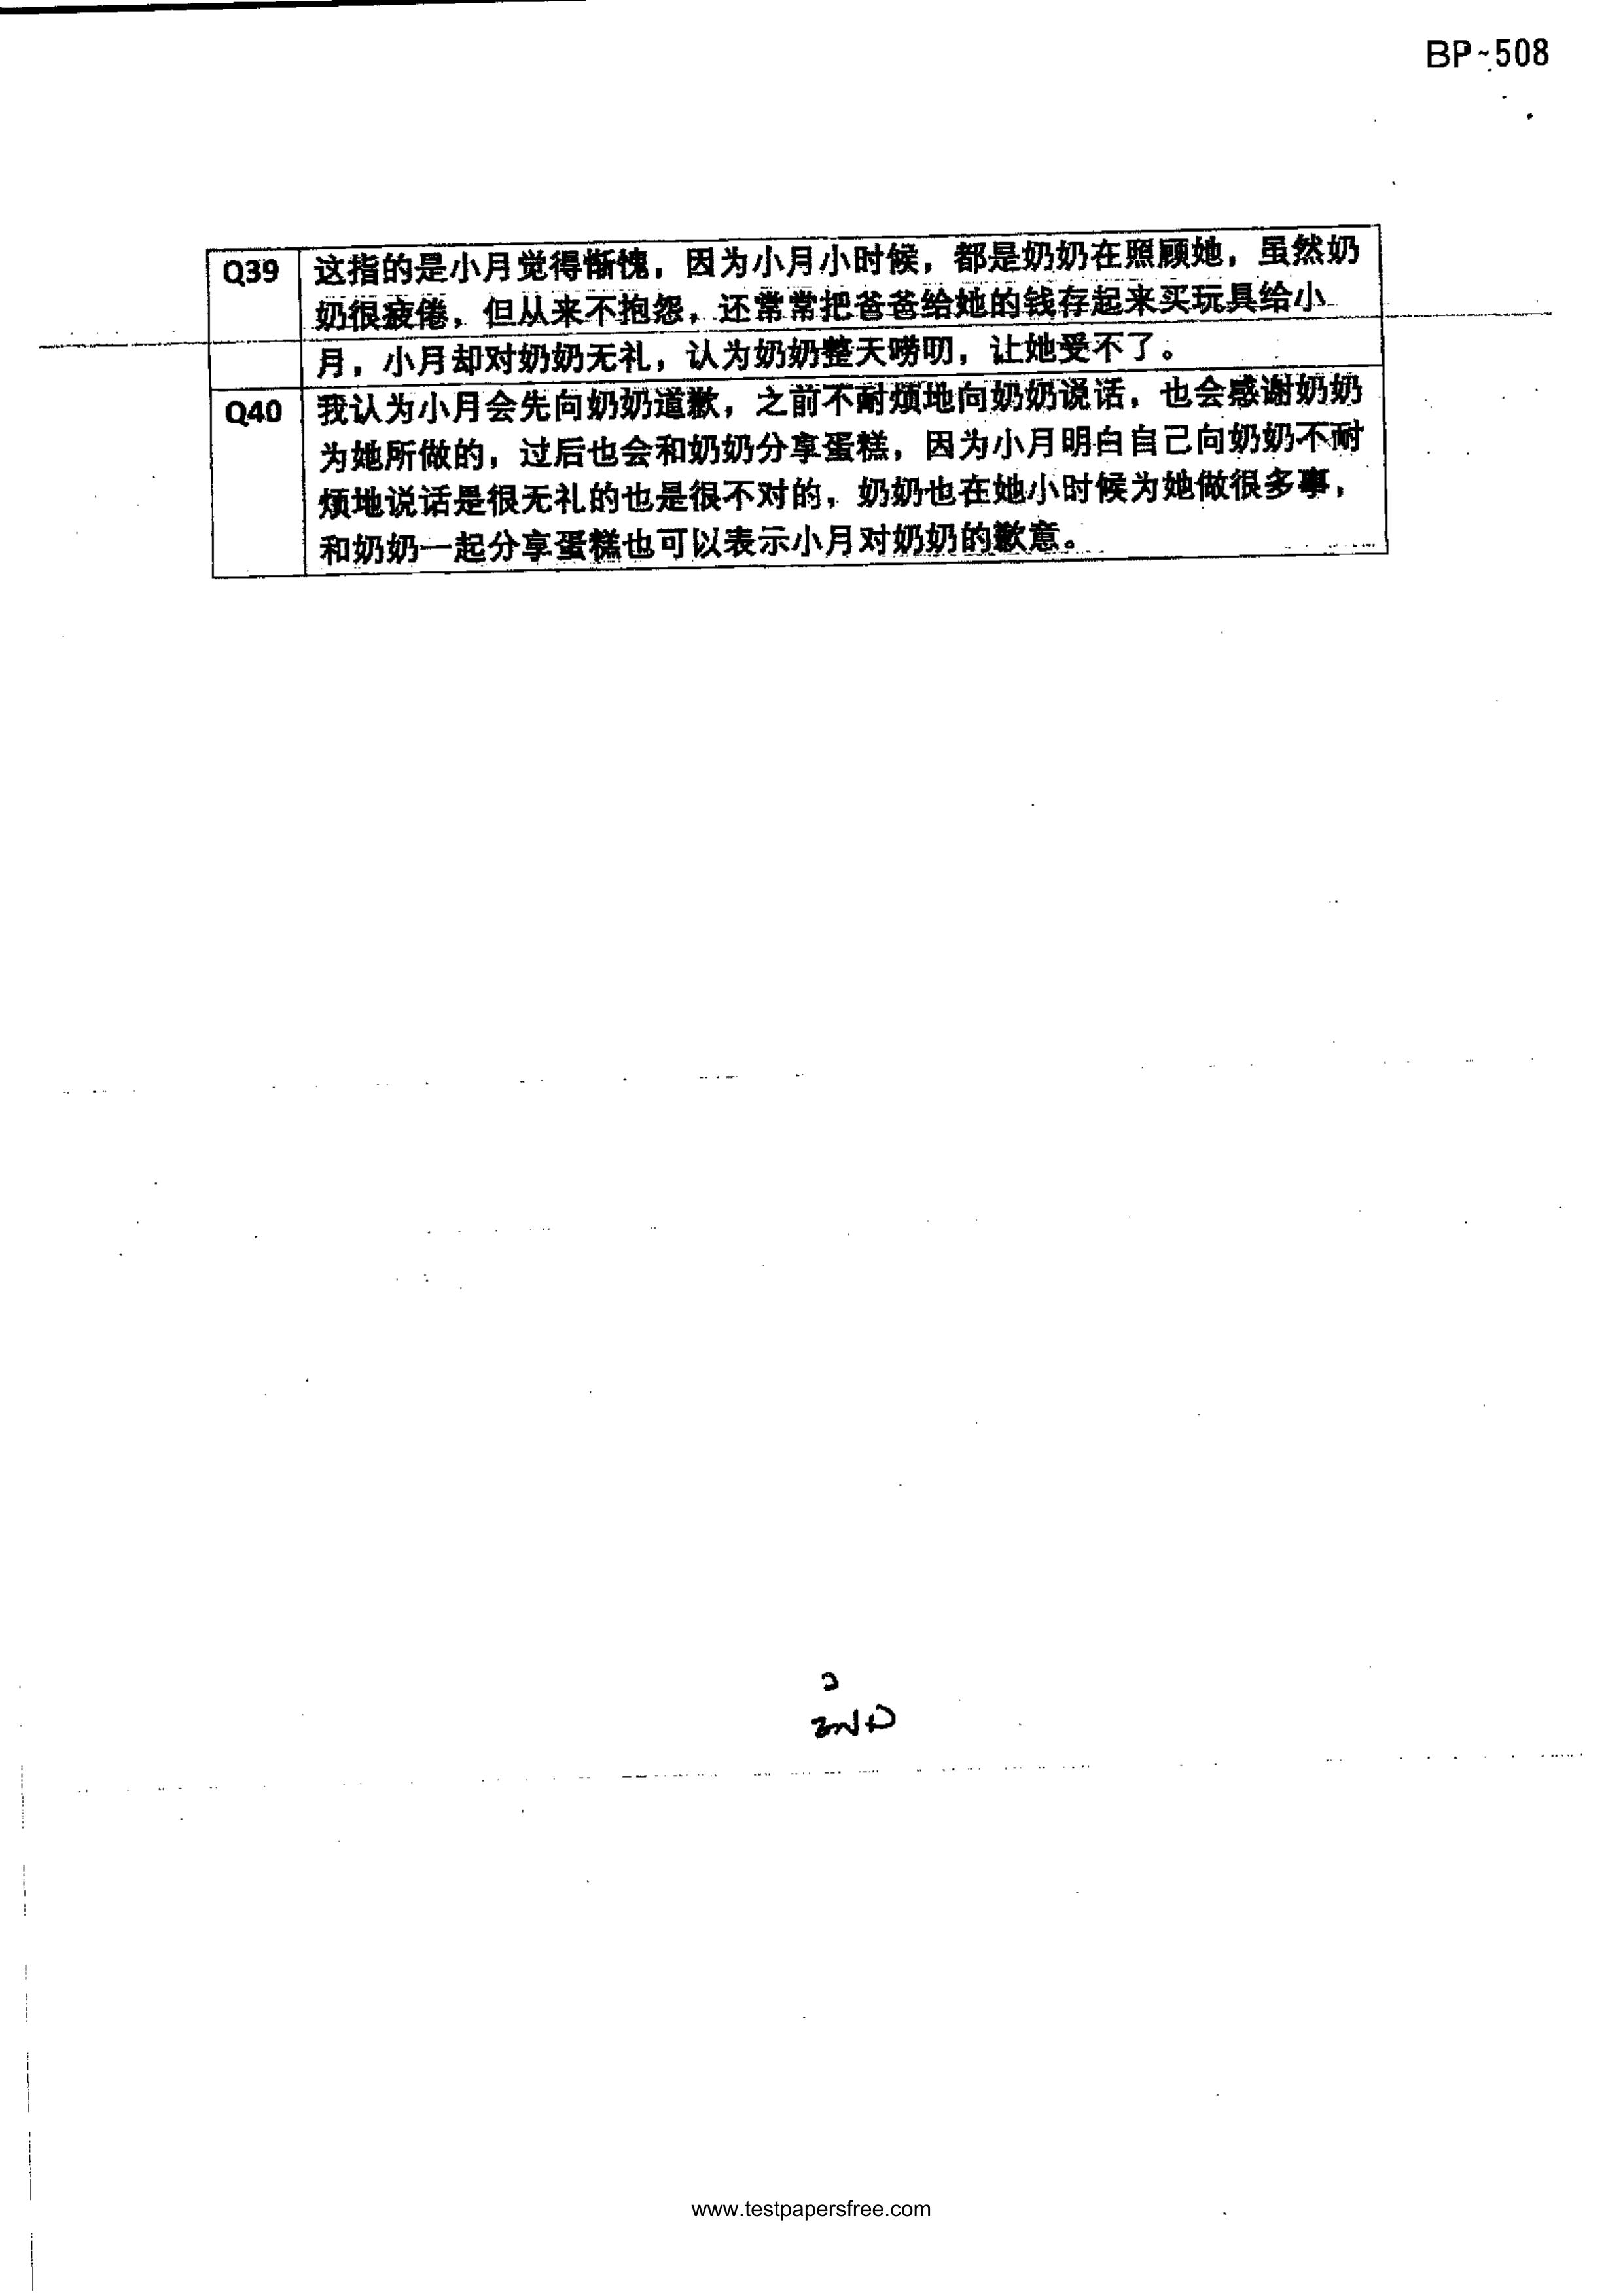 BP-508
Q39 这指的是小月觉得惭愧，因为小月小时候，都是奶奶在照顾她，虽然奶
奶很疲倦，但从来不抱怨，还常常把爸爸给她的钱存起来买玩具给小
月，小月却对奶奶无礼，认为奶奶整天唠叨，让她受不了。
Q40 我认为小月会先向奶奶道歉，之前不耐烦地向奶奶说话，也会感谢奶奶
为她所做的，过后也会和奶奶分享蛋糕，因为小月明白自己向奶奶不耐
烦地说话是很无礼的也是很不对的，奶奶也在她小时候为她做很多事，
和奶奶一起分享蛋糕也可以表示小月对奶奶的歉意。
www.testpapersfree.com